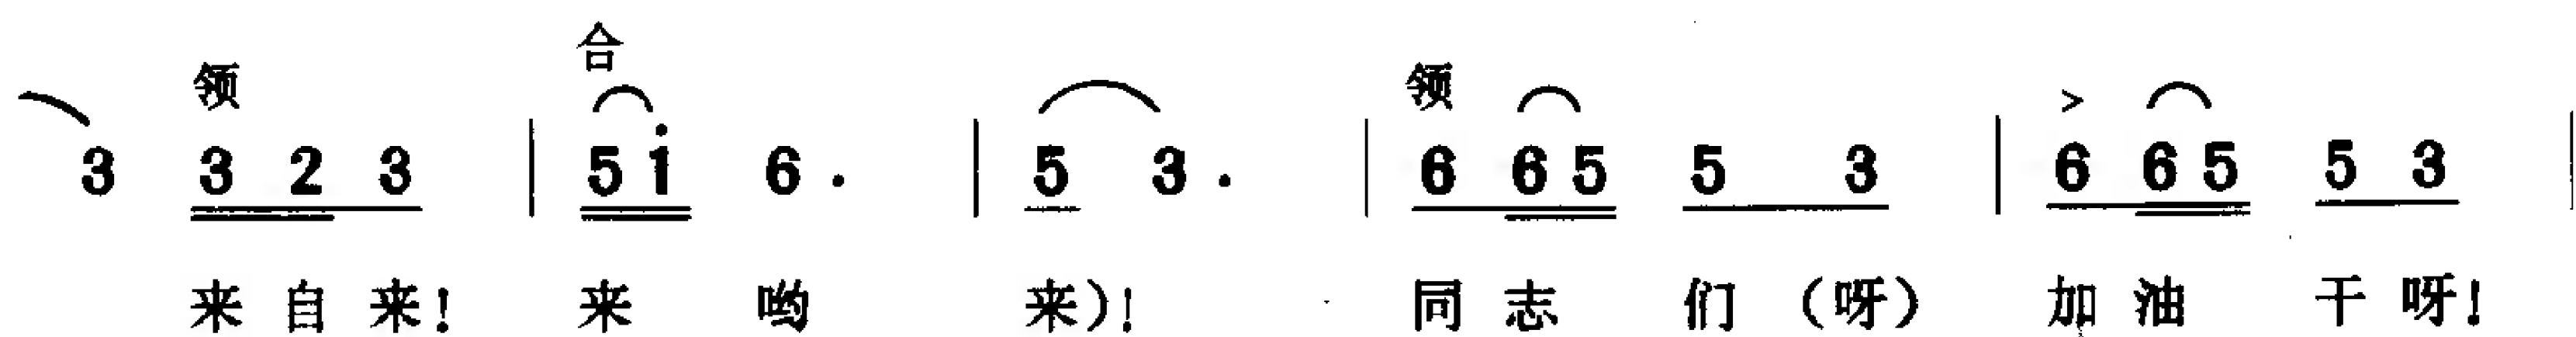 领 合 领
3 3 2 3 | 5 i 6 . | 5 3 . | 6 6 5 5 3 | 6 6 5 5 3 |
来自来! 来 哟 来)! 同志 们(呀) 加油 干呀!